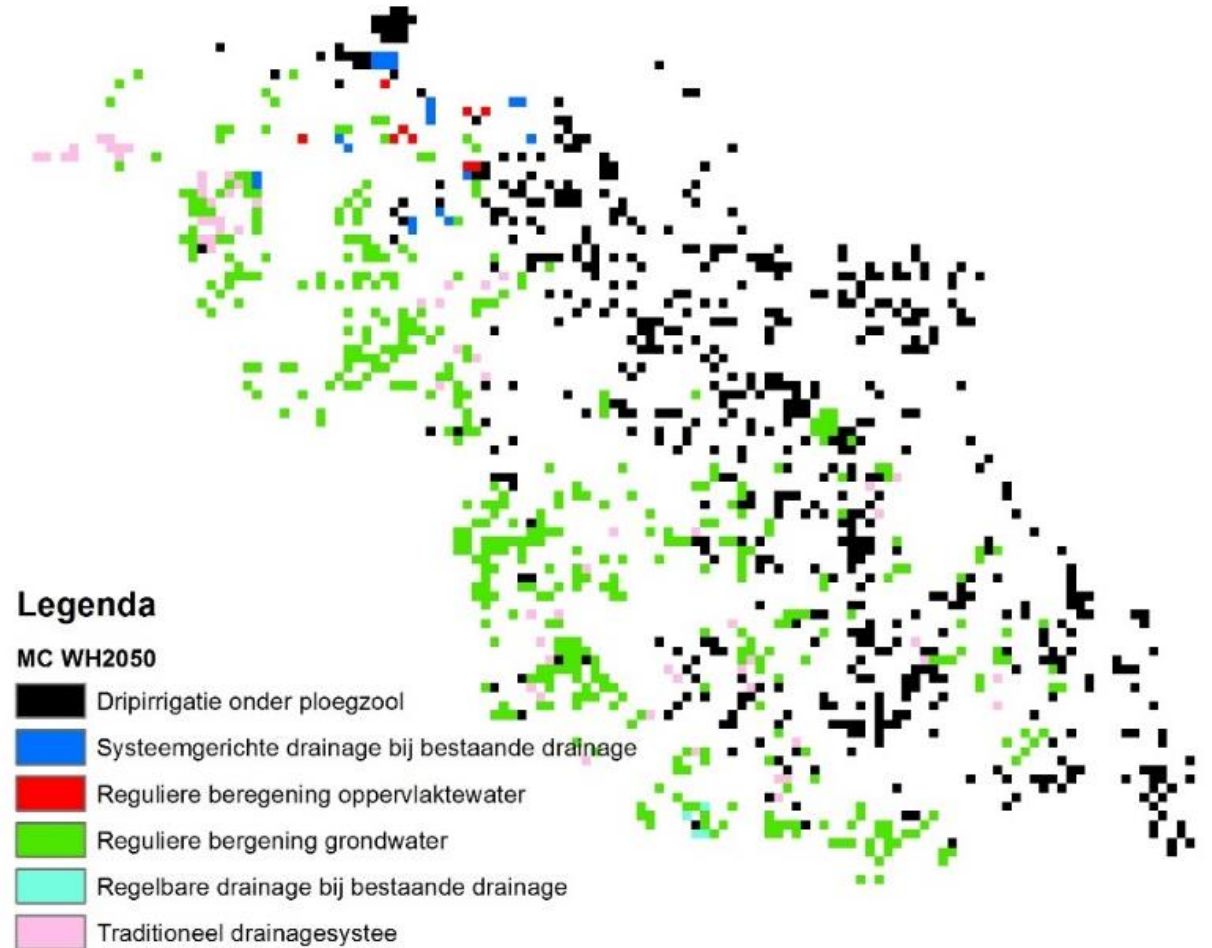 Legenda
MC WH2050
Dripirrigatie onder ploegzool
Systeemgerichte drainage bij bestaande drainage
Reguliere beregening oppervlaktewater
Reguliere bergening grondwater
Regelbare drainage bij bestaande drainage
Traditioneel drainagesystee